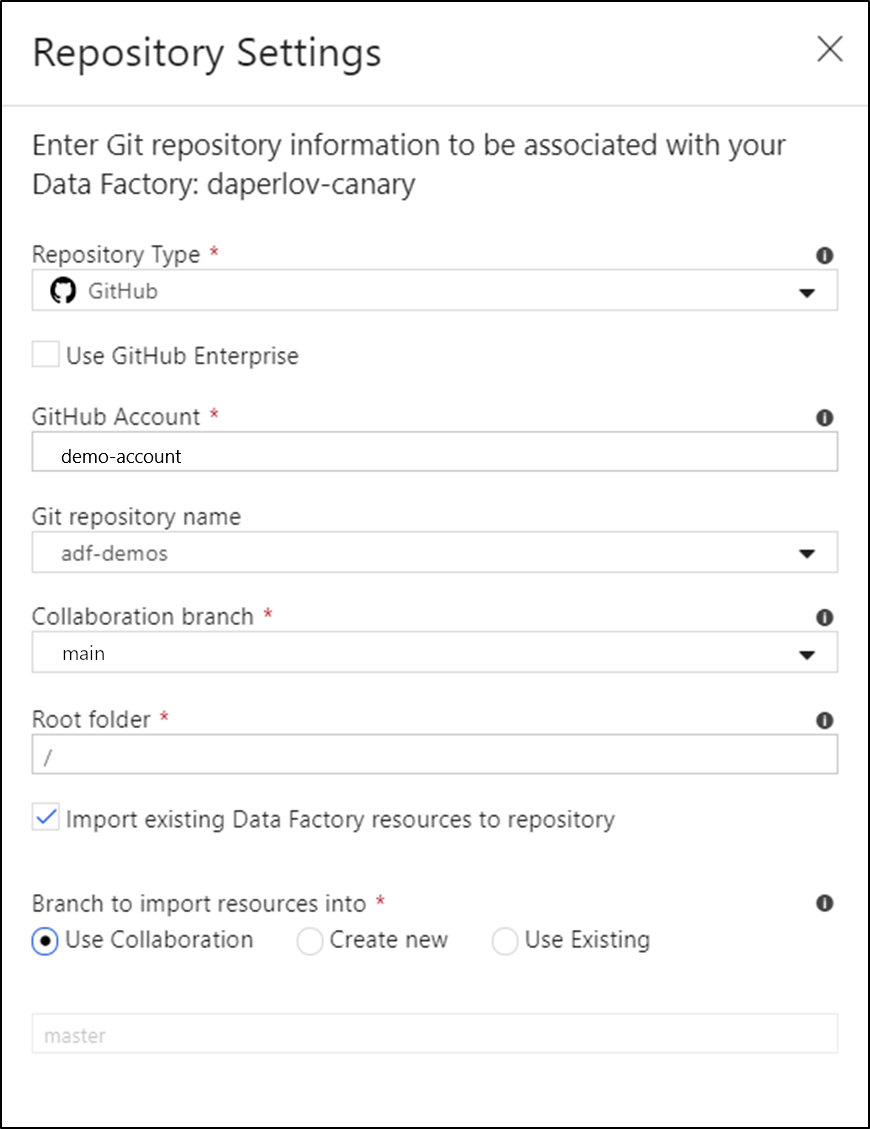 Repository Settings
Enter Git repository information to be associated with your
Data Factory: daperlov-canary
Repository Type *
GitHub
Use GitHub Enterprise
GitHub Account *
demo-account
Git repository name
adf-demos
Collaboration branch *
main
Root folder *
/
Import existing Data Factory resources to repository
Branch to import resources into *
Use Collaboration Create new Use Existing
master